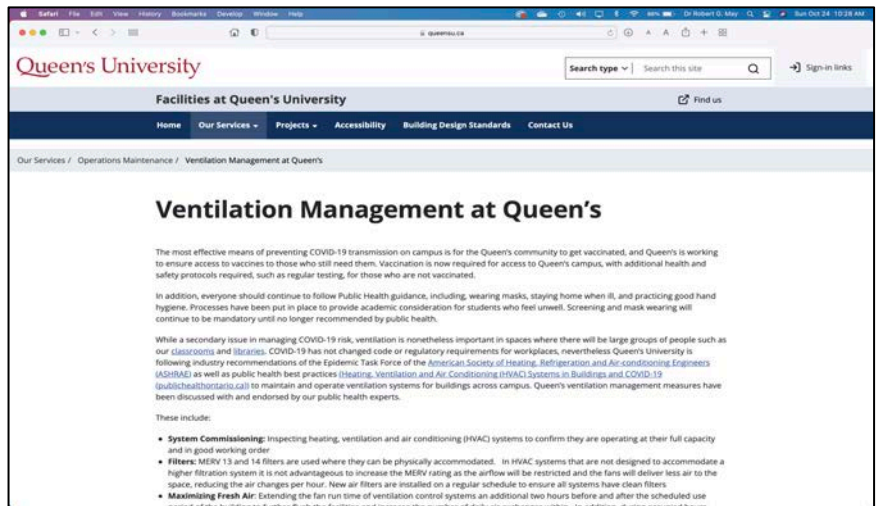 Safari File Edit View History Bookmarks Develop Window Help
Dr Robert G. May Sun Oct 24 10:28 AM
queensu.ca
Queen's University
Search type
Search this site
Sign-in links
Facilities at Queen's University
Find us
Home Our Services Projects Accessibility Building Design Standards Contact Us
Our Services / Operations Maintenance / Ventilation Management at Queen's
Ventilation Management at Queen's
The most effective means of preventing COVID-19 transmission on campus is for the Queen's community to get vaccinated, and Queen's is working
to ensure access to vaccines to those who still need them. Vaccination is now required for access to Queen's campus, with additional health and
safety protocols required, such as regular testing, for those who are not vaccinated.
In addition, everyone should continue to follow Public Health guidance, including, wearing masks, staying home when ill, and practicing good hand
hygiene. Processes have been put in place to provide academic consideration for students who feel unwell. Screening and mask wearing will
continue to be mandatory until no longer recommended by public health.
While a secondary issue in managing COVID-19 risk, ventilation is nonetheless important in spaces where there will be large groups of people such as
our classrooms and libraries. COVID-19 has not changed code or regulatory requirements for workplaces, nevertheless Queen's University is
following industry recommendations of the Epidemic Task Force of the American Society of Heating, Refrigeration and Air-conditioning Engineers
(ASHRAE) as well as public health best practices (Heating, Ventilation and Air Conditioning (HVAC) Systems in Buildings and COVID-19
(publichealthontario.ca)) to maintain and operate ventilation systems for buildings across campus. Queen's ventilation management measures have
been discussed with and endorsed by our public health experts.
These include:
• System Commissioning: Inspecting heating, ventilation and air conditioning (HVAC) systems to confirm they are operating at their full capacity
and in good working order
• Filters: MERV 13 and 14 filters are used where they can be physically accommodated. In HVAC systems that are not designed to accommodate a
higher filtration system it is not advantageous to increase the MERV rating as the airflow will be restricted and the fans will deliver less air to the
space, reducing the air changes per hour. New air filters are installed on a regular schedule to ensure all systems have clean filters
• Maximizing Fresh Air: Extending the fan run time of ventilation control systems an additional two hours before and after the scheduled use